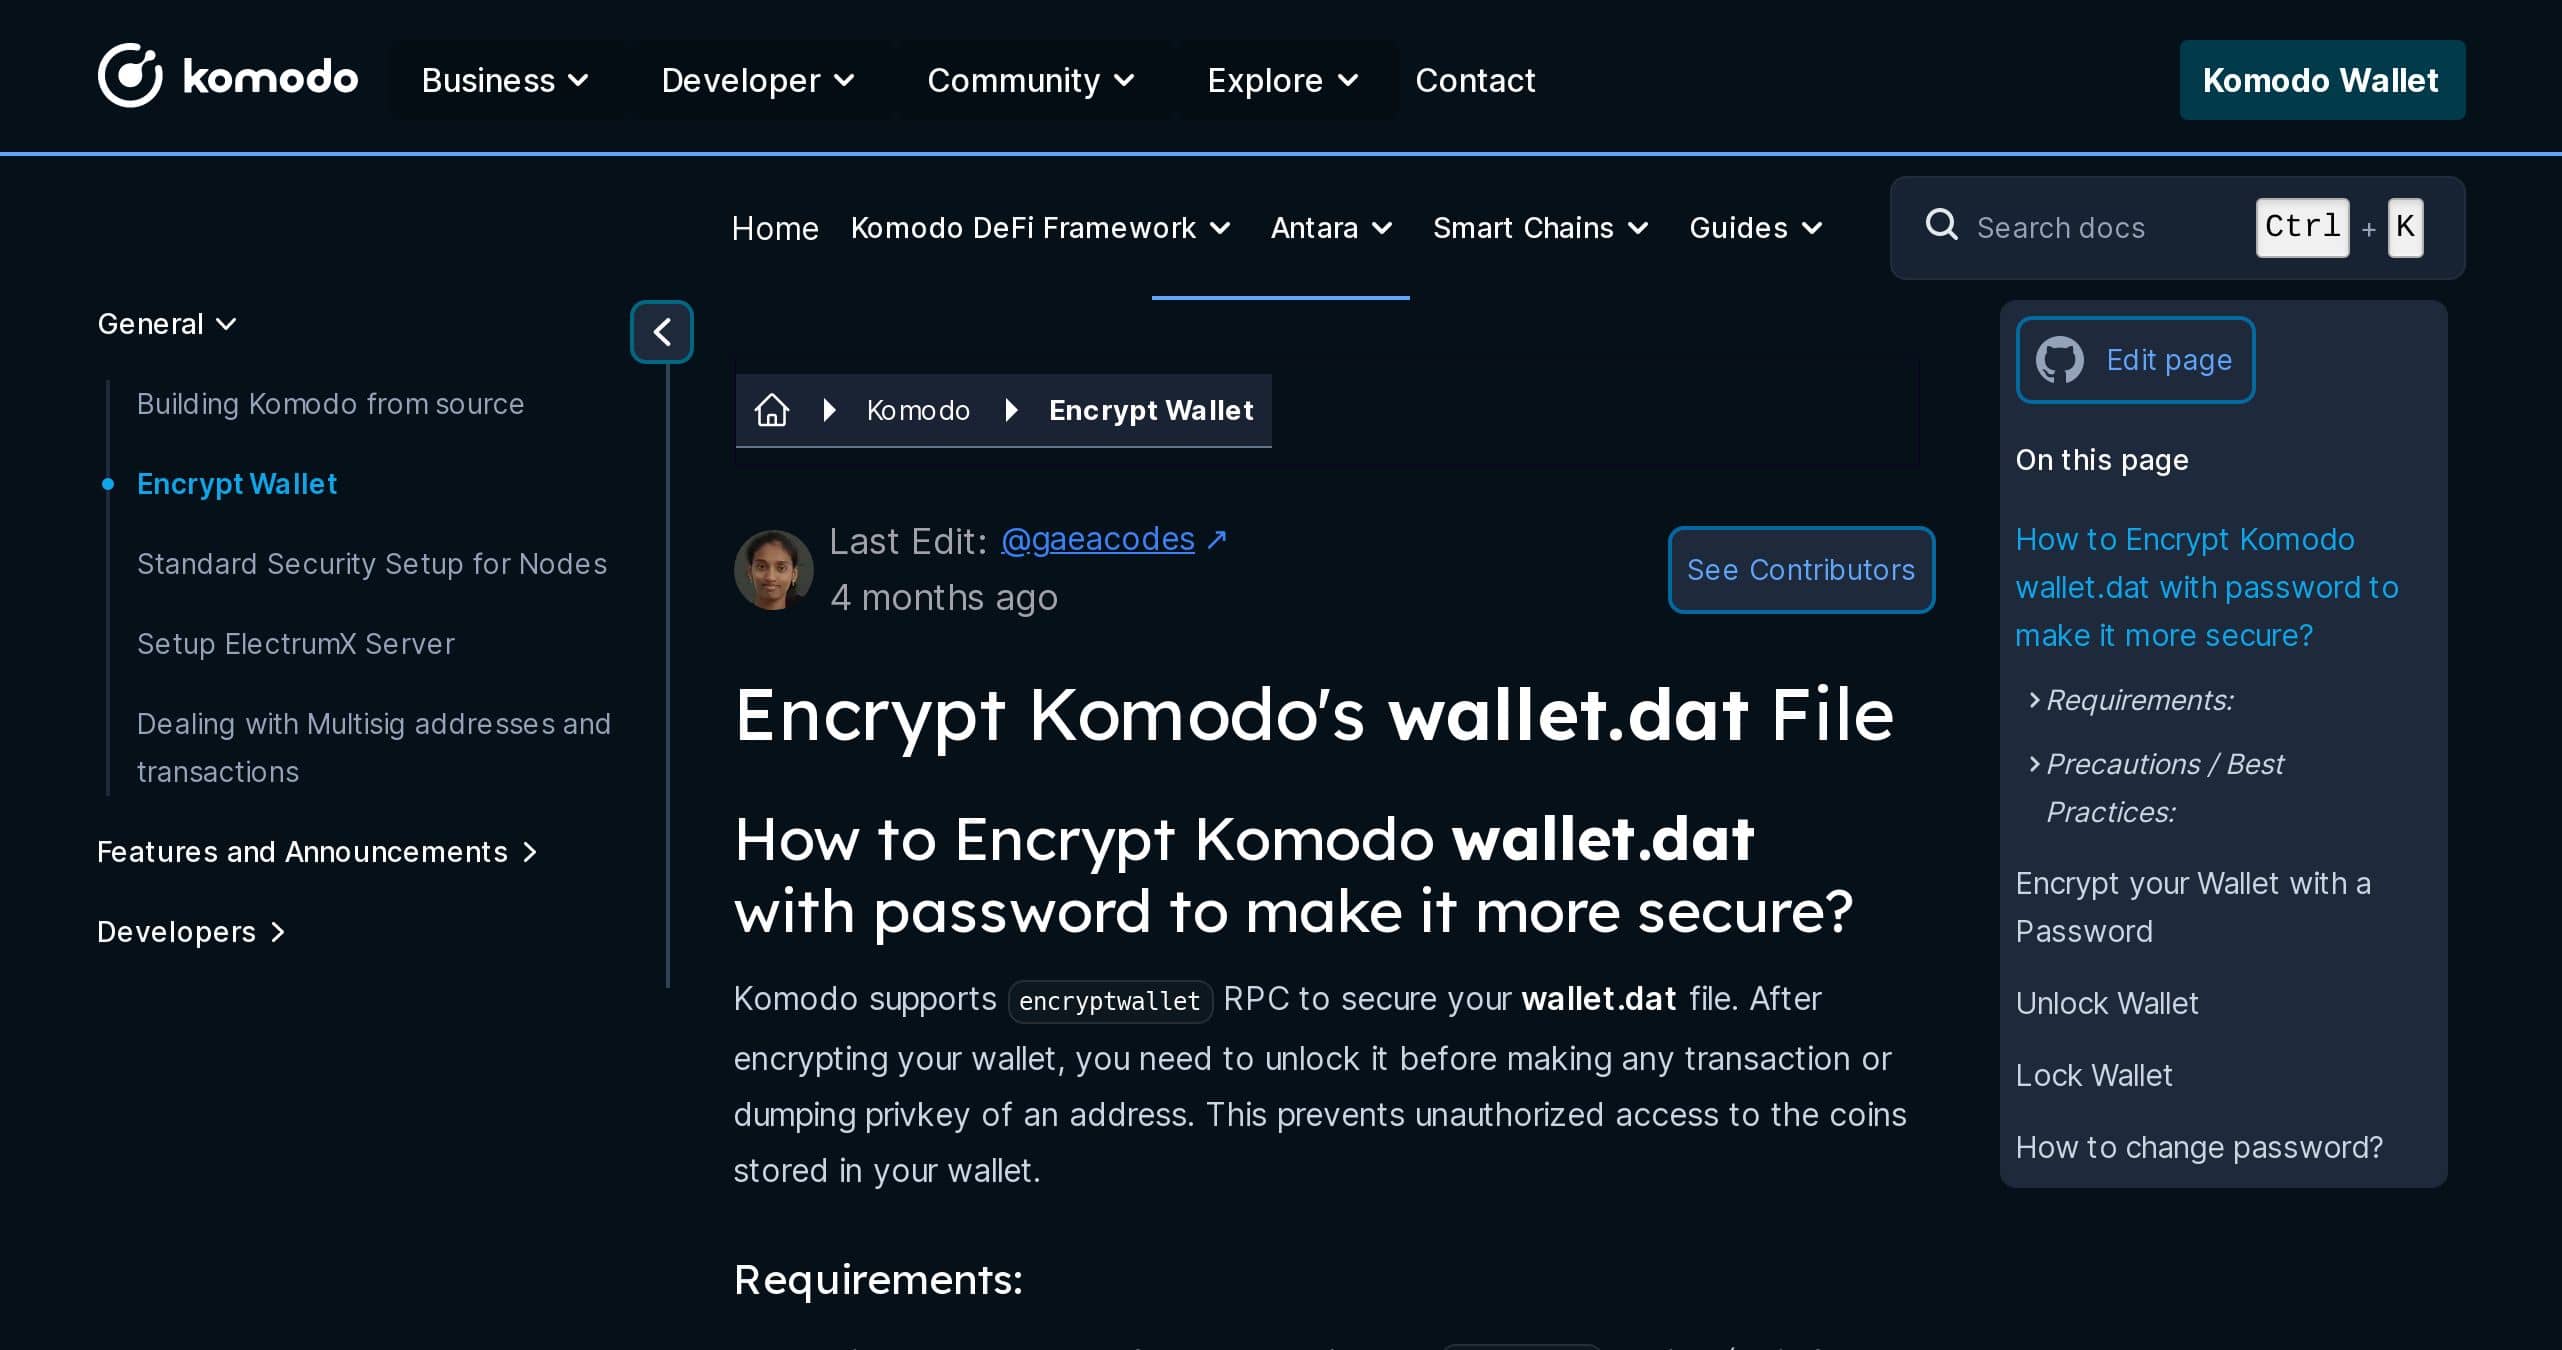 komodo Business Developer Community Explore Contact Komodo Wallet
Home Komodo DeFi Framework Antara Smart Chains Guides Search docs Ctrl + K
General
Building Komodo from source
Encrypt Wallet
Standard Security Setup for Nodes
Setup ElectrumX Server
Dealing with Multisig addresses and
transactions
Features and Announcements
Developers
Komodo Encrypt Wallet
Last Edit: @gaeacodes ↗
4 months ago
See Contributors
Encrypt Komodo's wallet.dat File
How to Encrypt Komodo wallet.dat
with password to make it more secure?
Komodo supports encryptwallet RPC to secure your wallet.dat file. After
encrypting your wallet, you need to unlock it before making any transaction or
dumping privkey of an address. This prevents unauthorized access to the coins
stored in your wallet.
Requirements:
Edit page
On this page
How to Encrypt Komodo
wallet.dat with password to
make it more secure?
Requirements:
Precautions / Best
Practices:
Encrypt your Wallet with a
Password
Unlock Wallet
Lock Wallet
How to change password?